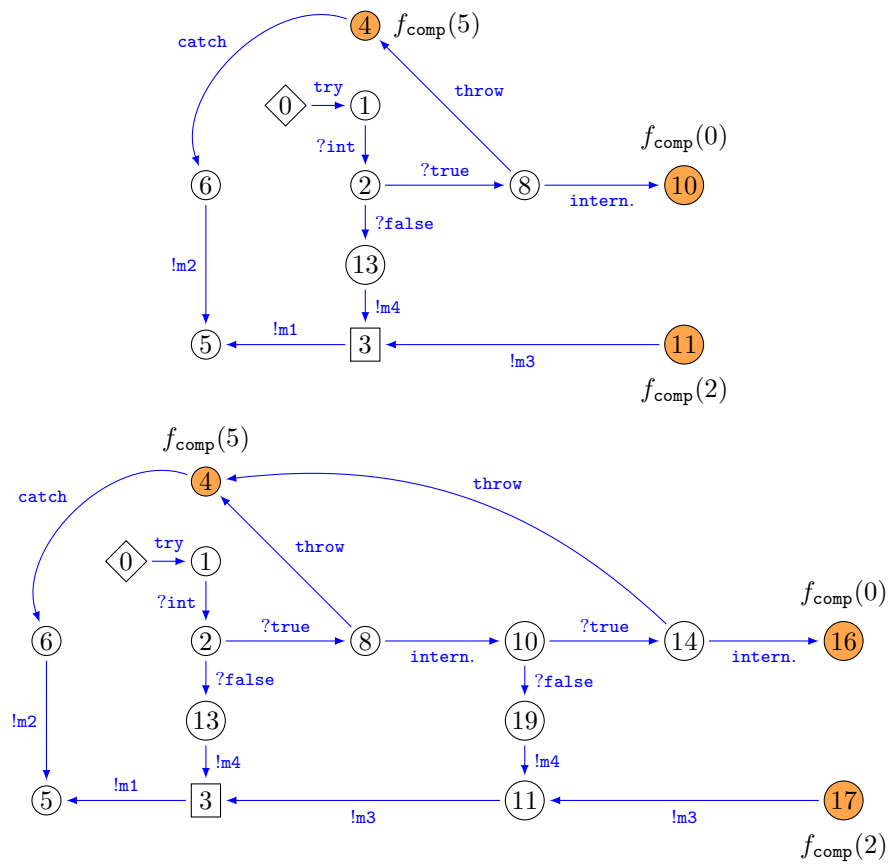 4 f_comp(5)
catch
try
throw
0 1
?int
f_comp(0)
6 2 ?true 8 intern. 10
?false
!m2 13
!m4
5 !m1 3 !m3 11
f_comp(2)
f_comp(5)
4
catch throw
try
throw
0 1
?int
f_comp(0)
6 2 ?true 8 intern. 10 ?true 14 intern. 16
?false ?false
!m2 13 19
!m4 !m4
5 !m1 3 !m3 11 !m3 17
f_comp(2)